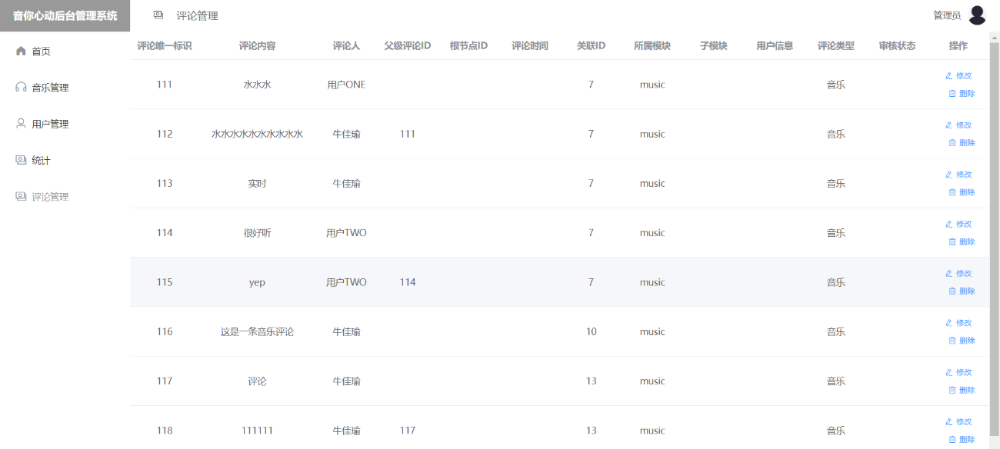 音你心动后台管理系统
评论管理
管理员
首页
音乐管理
用户管理
统计
评论管理
评论唯一标识 评论内容 评论人 父级评论ID 根节点ID 评论时间 关联ID 所属模块 子模块 用户信息 评论类型 审核状态 操作
111 水水水 用户ONE 7 music 音乐 修改
删除
112 水水水水水水水水水水 牛佳瑜 111 7 music 音乐 修改
删除
113 实时 牛佳瑜 7 music 音乐 修改
删除
114 很好听 用户TWO 7 music 音乐 修改
删除
115 yep 用户TWO 114 7 music 音乐 修改
删除
116 这是一条音乐评论 牛佳瑜 10 music 音乐 修改
删除
117 评论 牛佳瑜 13 music 音乐 修改
删除
118 111111 牛佳瑜 117 13 music 音乐 修改
删除